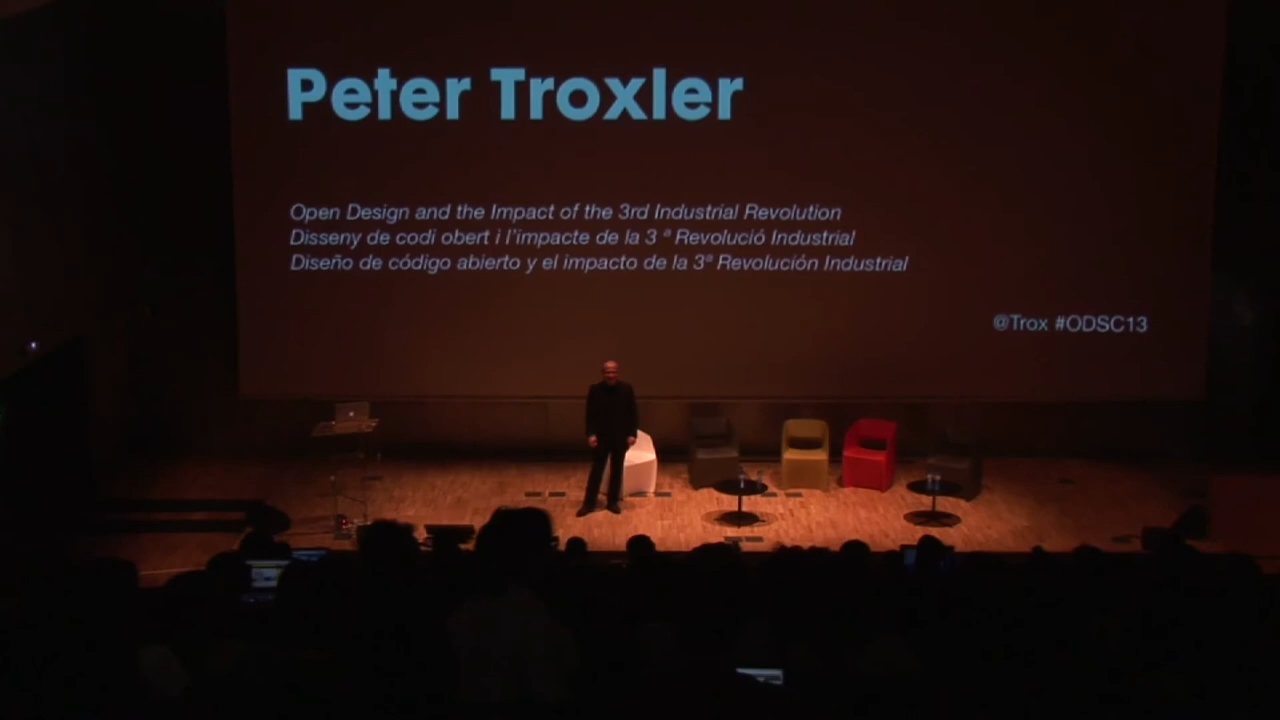 Peter Troxler
Open Design and the Impact of the 3rd Industrial Revolution
Disseny de codi obert i l'impacte de la 3 ª Revolució Industrial
Diseño de código abierto y el impacto de la 3ª Revolución Industrial
@Trox #ODSC13